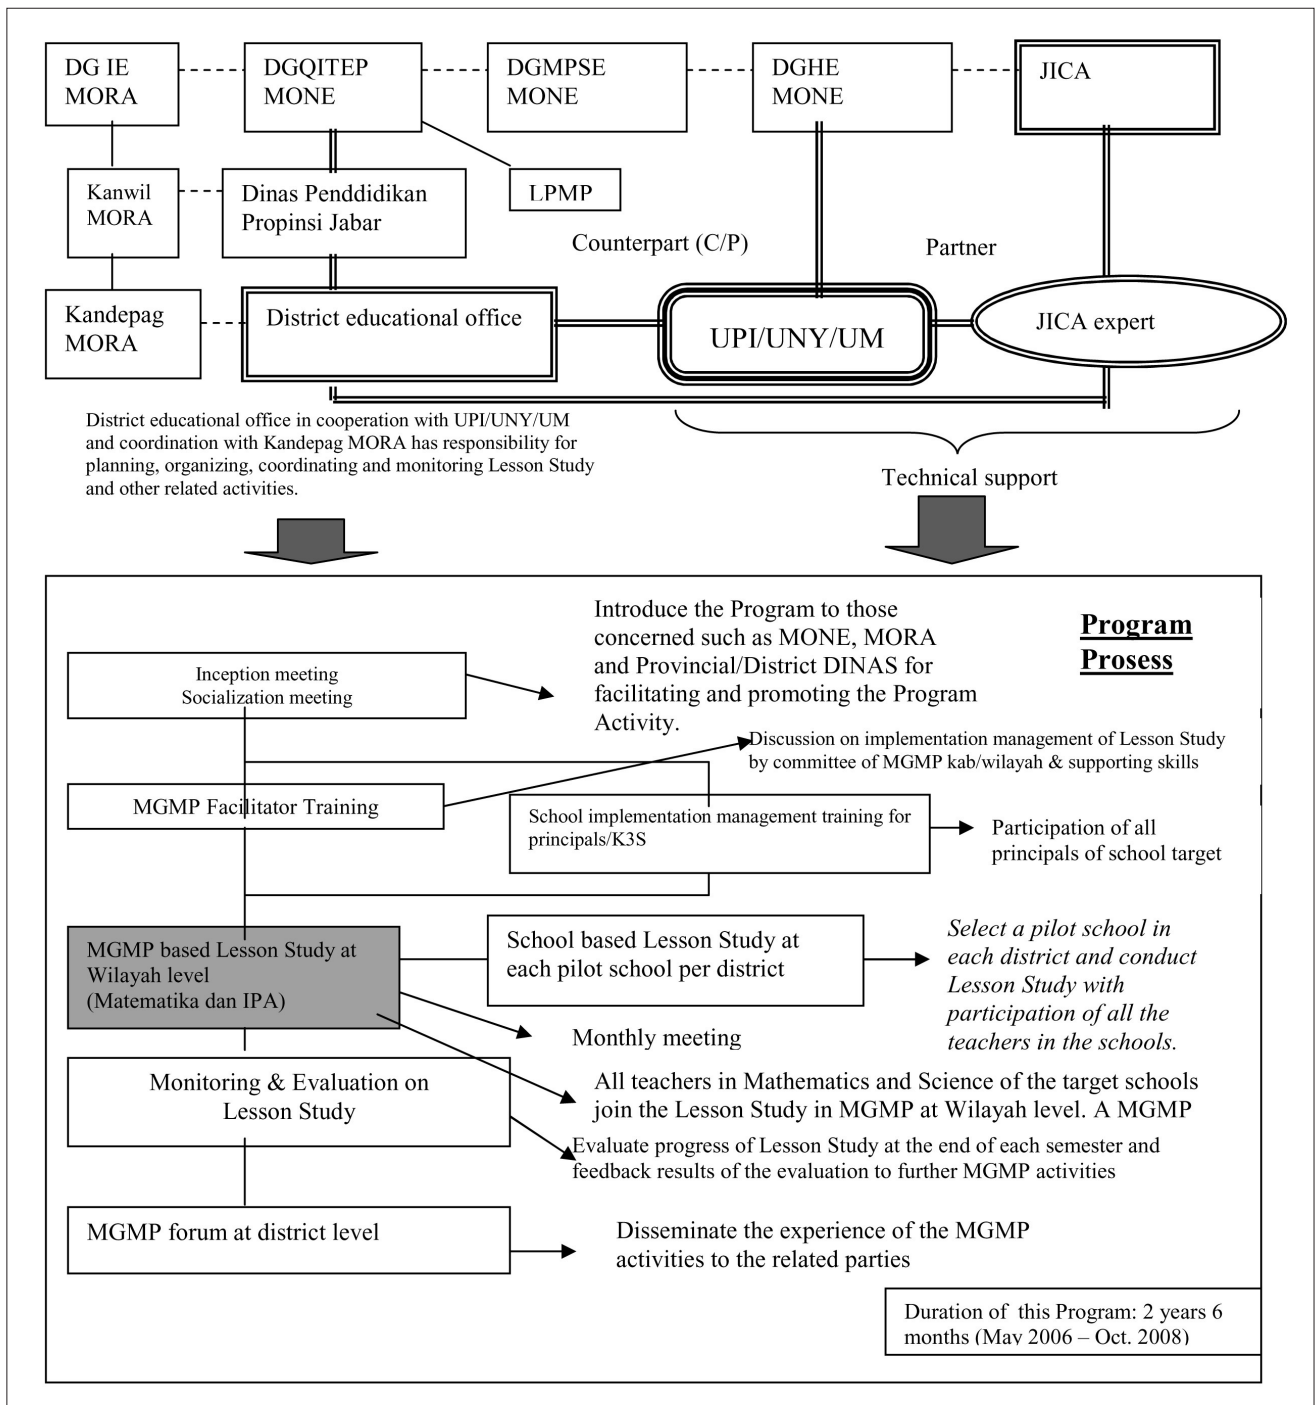 DG IE
MORA
DGQITEP
MONE
DGMPSE
MONE
DGHE
MONE
JICA
Kanwil
MORA
Dinas Penddidikan
Propinsi Jabar
LPMP
Counterpart (C/P)
Partner
Kandepag
MORA
District educational office
UPI/UNY/UM
JICA expert
District educational office in cooperation with UPI/UNY/UM
and coordination with Kandepag MORA has responsibility for
planning, organizing, coordinating and monitoring Lesson Study
and other related activities.
Technical support
Program
Prosess
Introduce the Program to those
concerned such as MONE, MORA
and Provincial/District DINAS for
facilitating and promoting the Program
Activity.
Inception meeting
Socialization meeting
Discussion on implementation management of Lesson Study
by committee of MGMP kab/wilayah & supporting skills
MGMP Facilitator Training
School implementation management training for
principals/K3S
Participation of all
principals of school target
MGMP based Lesson Study at
Wilayah level
(Matematika dan IPA)
School based Lesson Study at
each pilot school per district
Select a pilot school in
each district and conduct
Lesson Study with
participation of all the
teachers in the schools.
Monthly meeting
Monitoring & Evaluation on
Lesson Study
All teachers in Mathematics and Science of the target schools
join the Lesson Study in MGMP at Wilayah level. A MGMP
Evaluate progress of Lesson Study at the end of each semester and
feedback results of the evaluation to further MGMP activities
MGMP forum at district level
Disseminate the experience of the MGMP
activities to the related parties
Duration of this Program: 2 years 6
months (May 2006 – Oct. 2008)